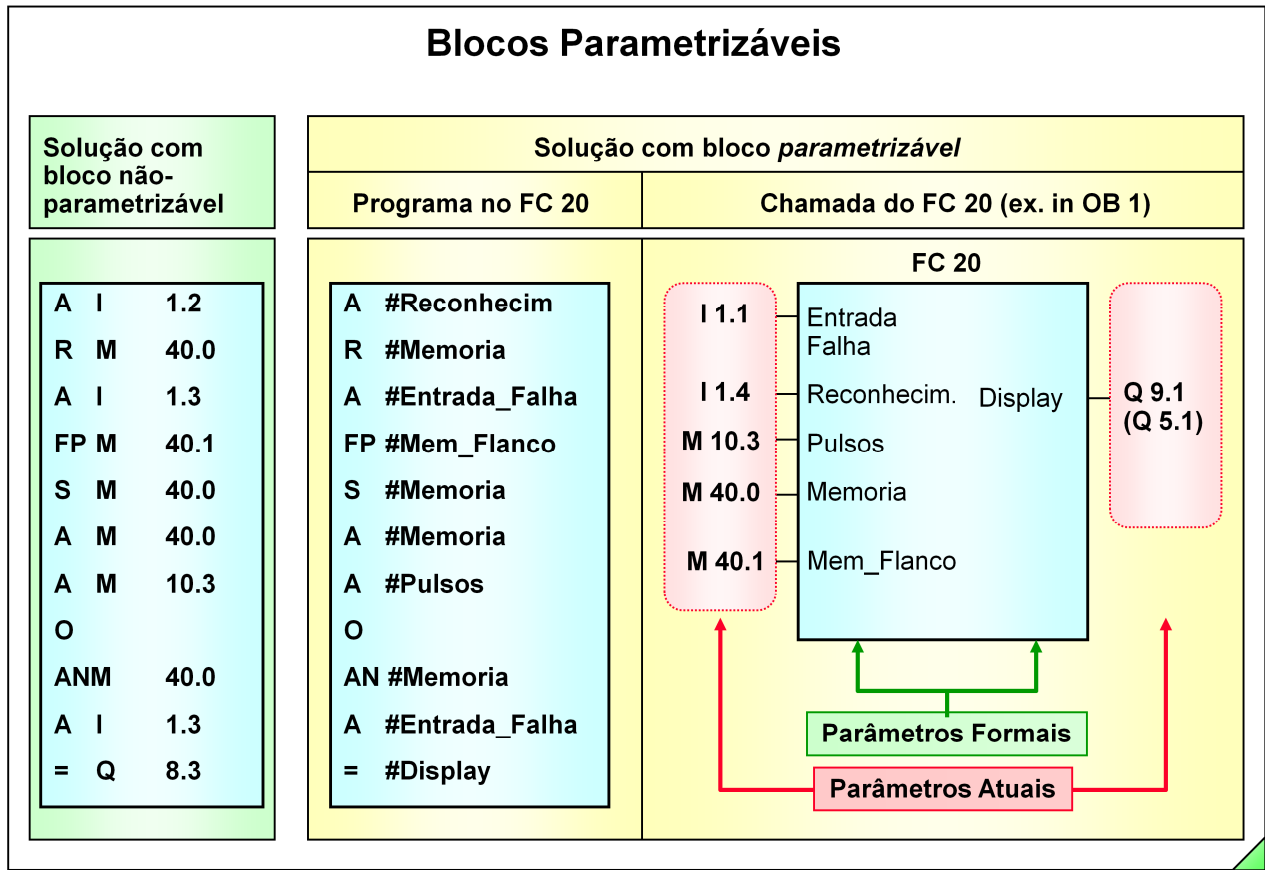 Blocos Parametrizáveis
Solução com
bloco não-
parametrizável
A I 1.2
R M 40.0
A I 1.3
FP M 40.1
S M 40.0
A M 40.0
A M 10.3
O
ANM 40.0
A I 1.3
= Q 8.3
Solução com bloco parametrizável
Programa no FC 20
A #Reconhecim
R #Memoria
A #Entrada_Falha
FP #Mem_Flanco
S #Memoria
A #Memoria
A #Pulsos
O
AN #Memoria
A #Entrada_Falha
= #Display
Chamada do FC 20 (ex. in OB 1)
FC 20
I 1.1
I 1.4
M 10.3
M 40.0
M 40.1
Entrada
Falha
Reconhecim.
Pulsos
Memoria
Mem_Flanco
Display
Q 9.1
(Q 5.1)
Parâmetros Formais
Parâmetros Atuais